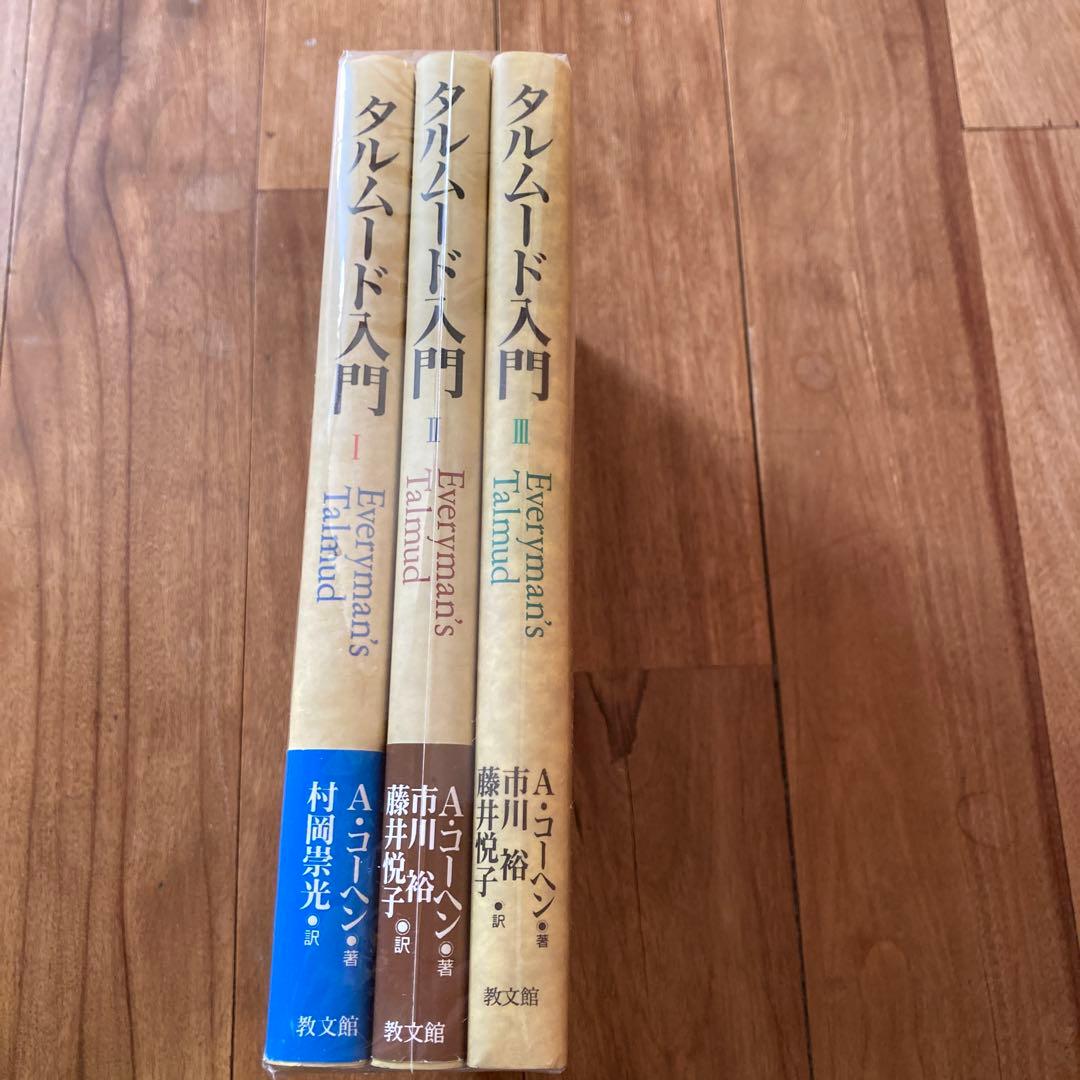 タルムード入門
I
Everyman's
Talmud
A・コーヘン・著
村岡崇光・訳
教文館
タルムード入門
II
Everyman's
Talmud
A・コーヘン・著
市川 裕
藤井悦子・訳
教文館
タルムード入門
III
Everyman's
Talmud
A・コーヘン・著
市川 裕
藤井悦子・訳
教文館